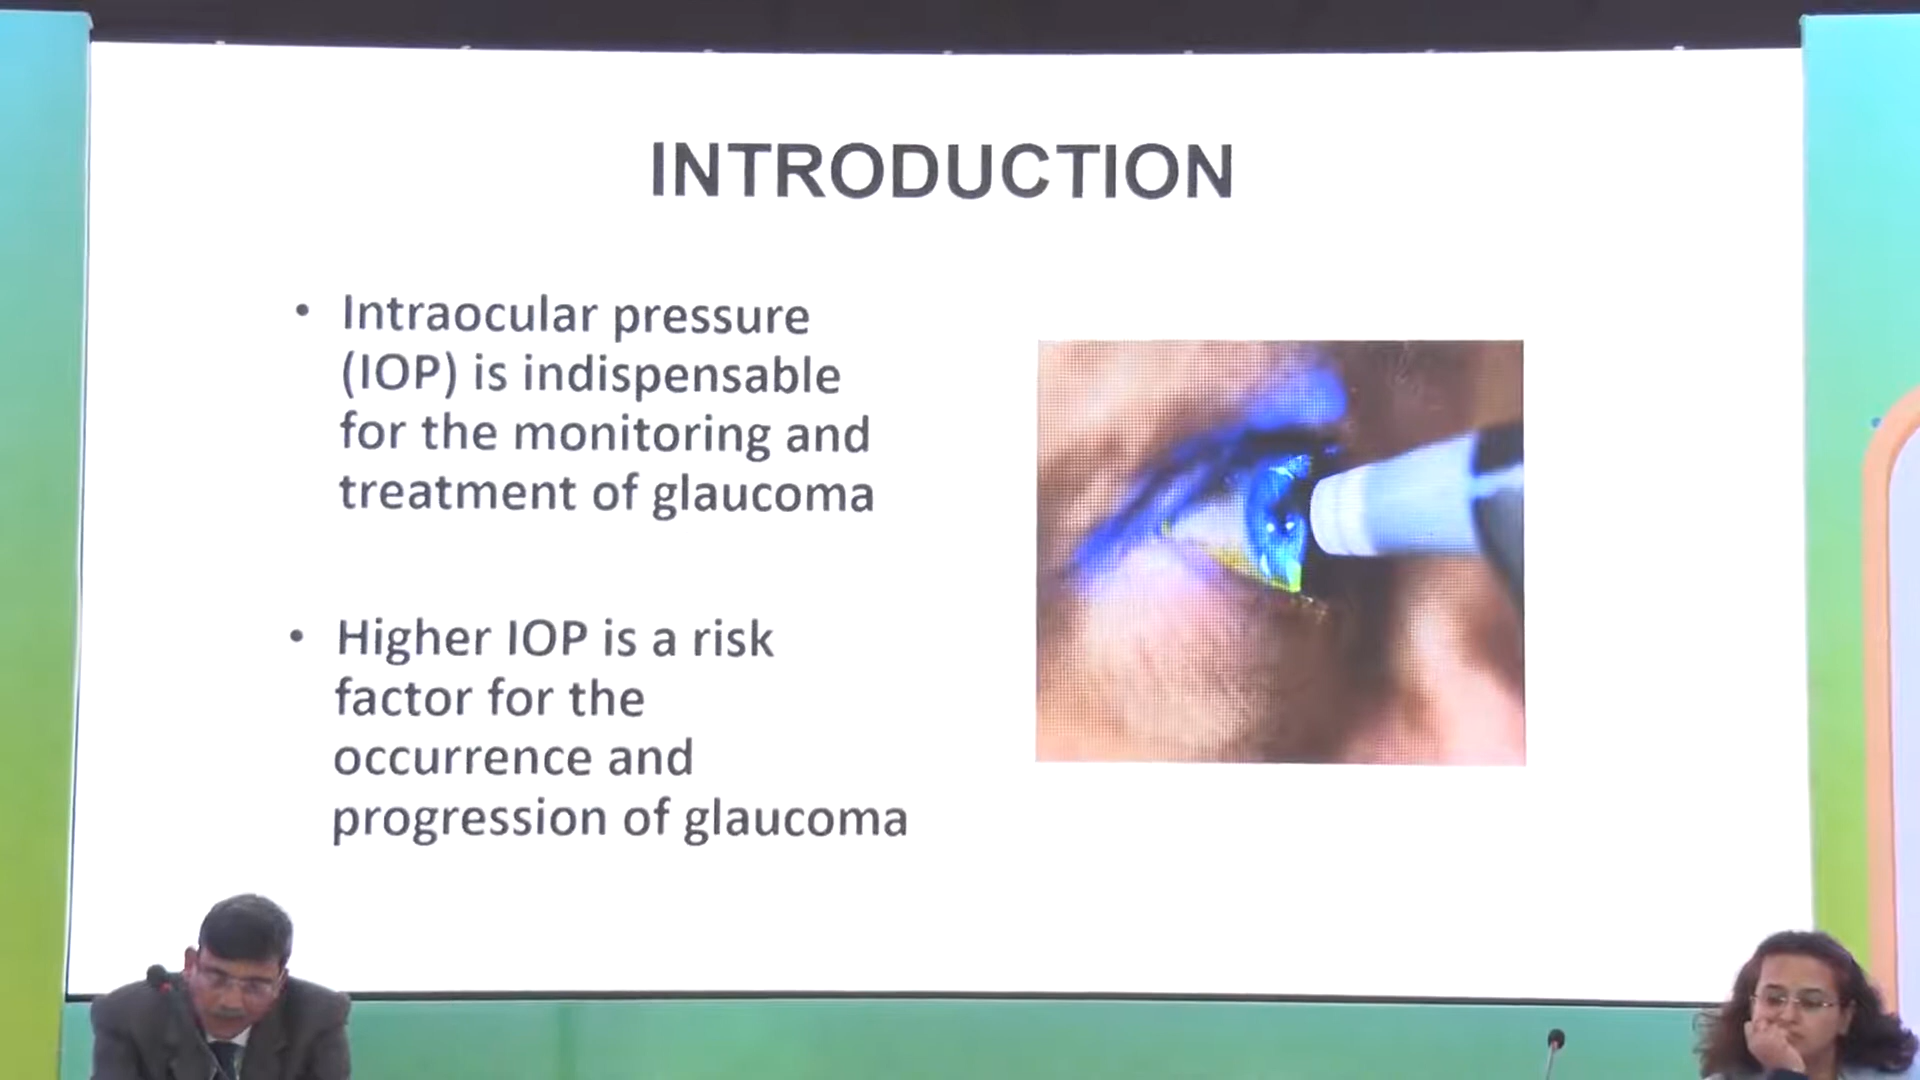 INTRODUCTION
• Intraocular pressure
(IOP) is indispensable
for the monitoring and
treatment of glaucoma
• Higher IOP is a risk
factor for the
occurrence and
progression of glaucoma